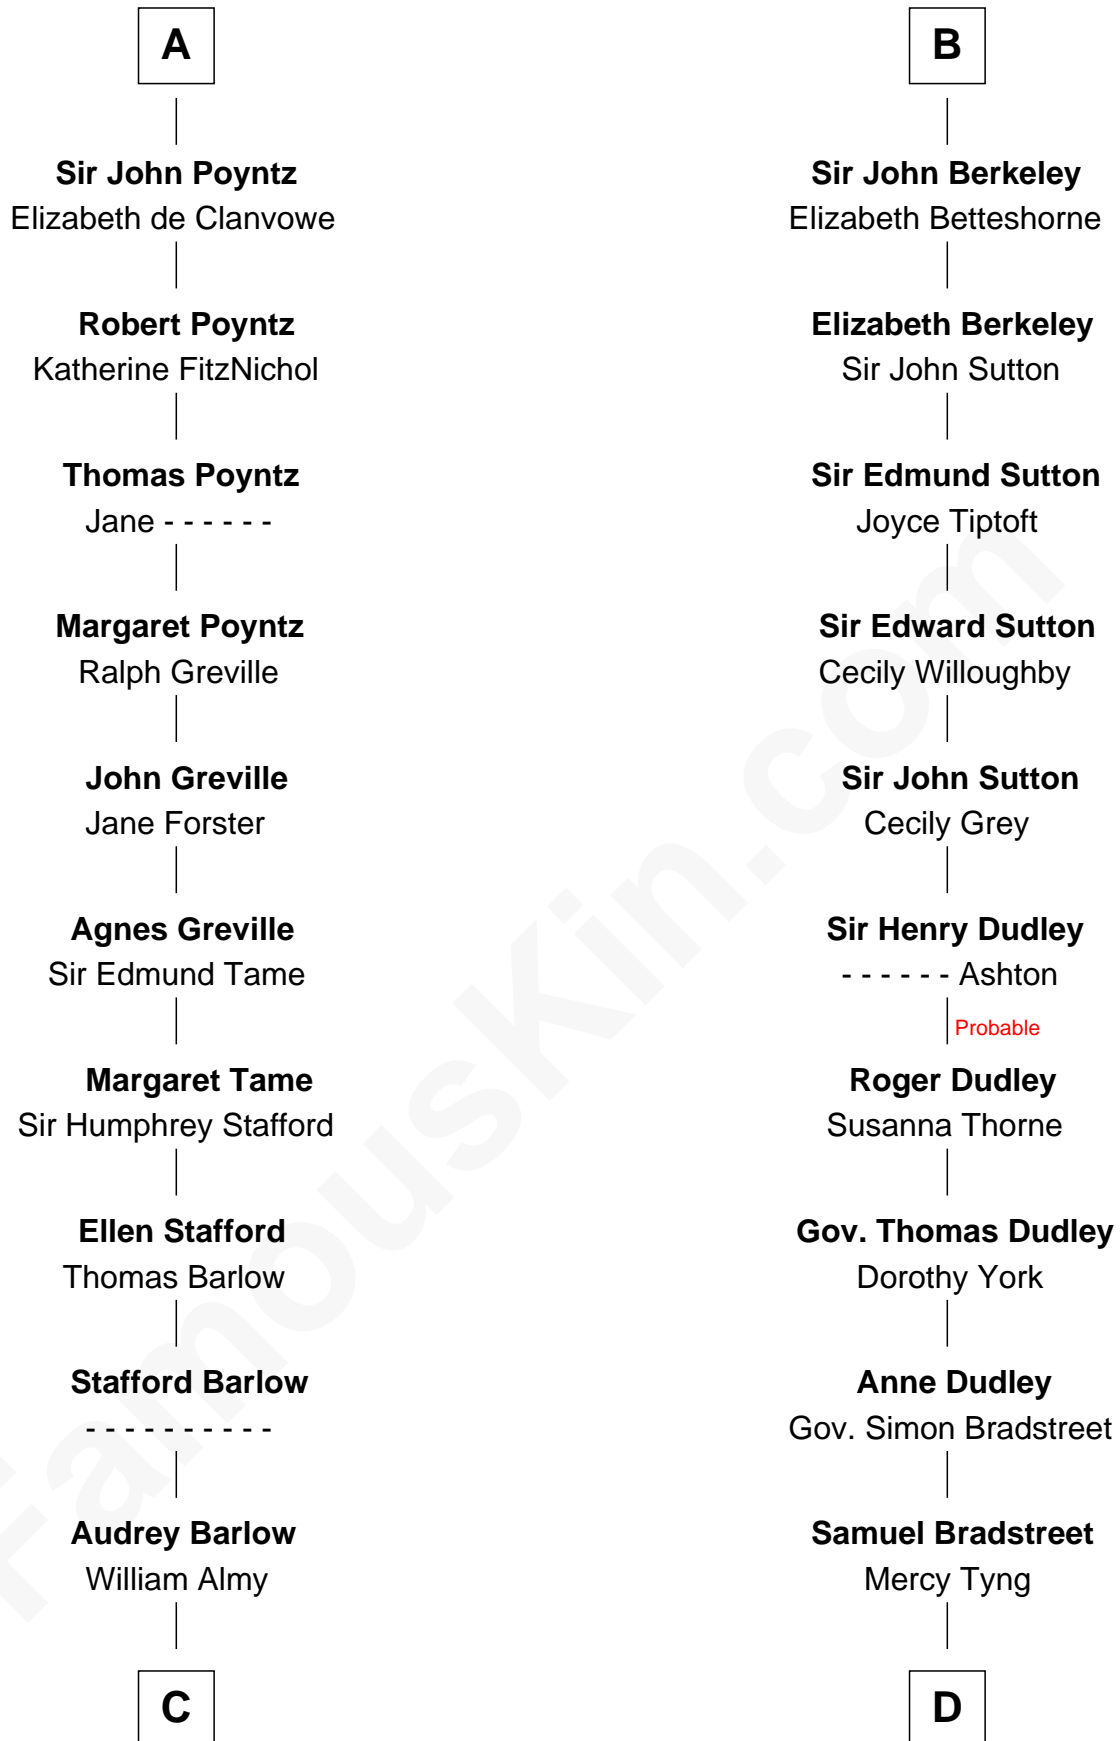 A
Sir John Poyntz
Elizabeth de Clanvowe
Robert Poyntz
Katherine FitzNichol
Thomas Poyntz
Jane - - - - - -
Margaret Poyntz
Ralph Greville
John Greville
Jane Forster
Agnes Greville
Sir Edmund Tame
Margaret Tame
Sir Humphrey Stafford
Ellen Stafford
Thomas Barlow
Stafford Barlow
- - - - - - - - - -
Audrey Barlow
William Almy
C
B
Sir John Berkeley
Elizabeth Betteshorne
Elizabeth Berkeley
Sir John Sutton
Sir Edmund Sutton
Joyce Tiptoft
Sir Edward Sutton
Cecily Willoughby
Sir John Sutton
Cecily Grey
Sir Henry Dudley
- - - - - - Ashton
Probable
Roger Dudley
Susanna Thorne
Gov. Thomas Dudley
Dorothy York
Anne Dudley
Gov. Simon Bradstreet
Samuel Bradstreet
Mercy Tyng
D
FamousKin.com